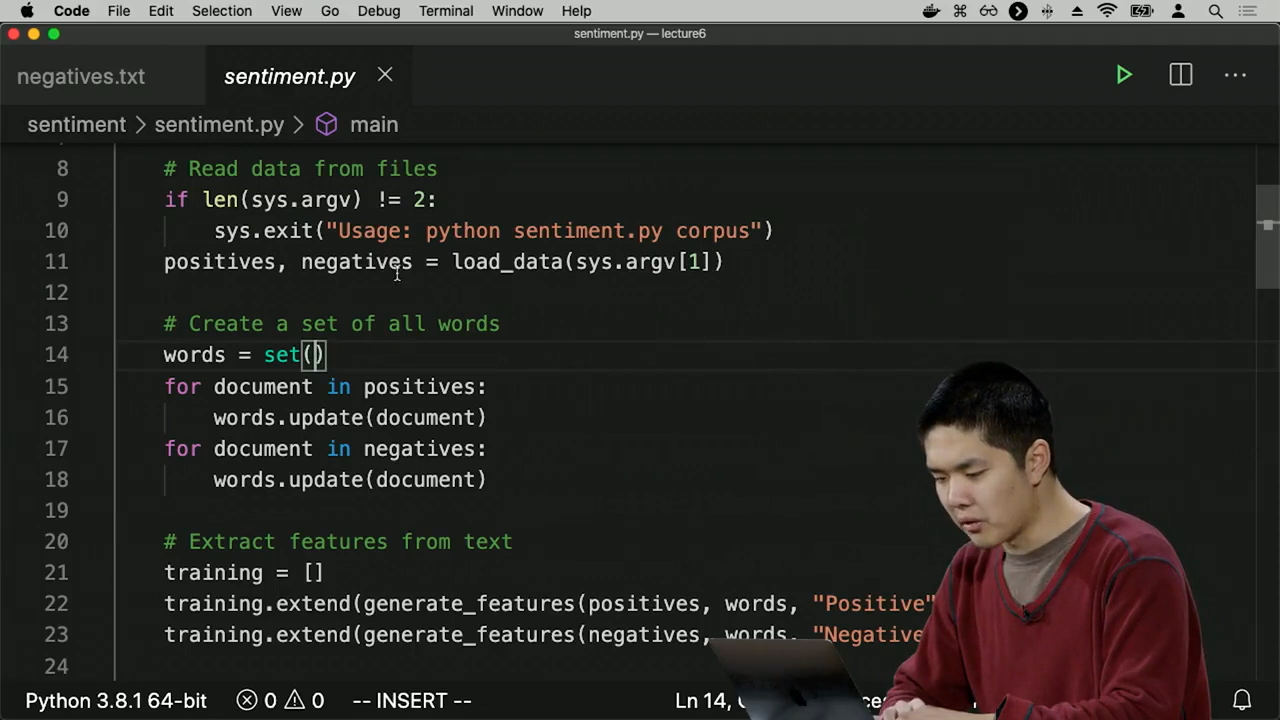 Code File Edit Selection View Go Debug Terminal Window Help
sentiment.py — lecture6
negatives.txt sentiment.py
sentiment > sentiment.py > main
8 # Read data from files
9 if len(sys.argv) != 2:
10 sys.exit("Usage: python sentiment.py corpus")
11 positives, negatives = load_data(sys.argv[1])
12
13 # Create a set of all words
14 words = set()
15 for document in positives:
16 words.update(document)
17 for document in negatives:
18 words.update(document)
19
20 # Extract features from text
21 training = []
22 training.extend(generate_features(positives, words, "Positive"
23 training.extend(generate_features(negatives, words, "Negative
24
Python 3.8.1 64-bit 0 0 -- INSERT -- Ln 14,